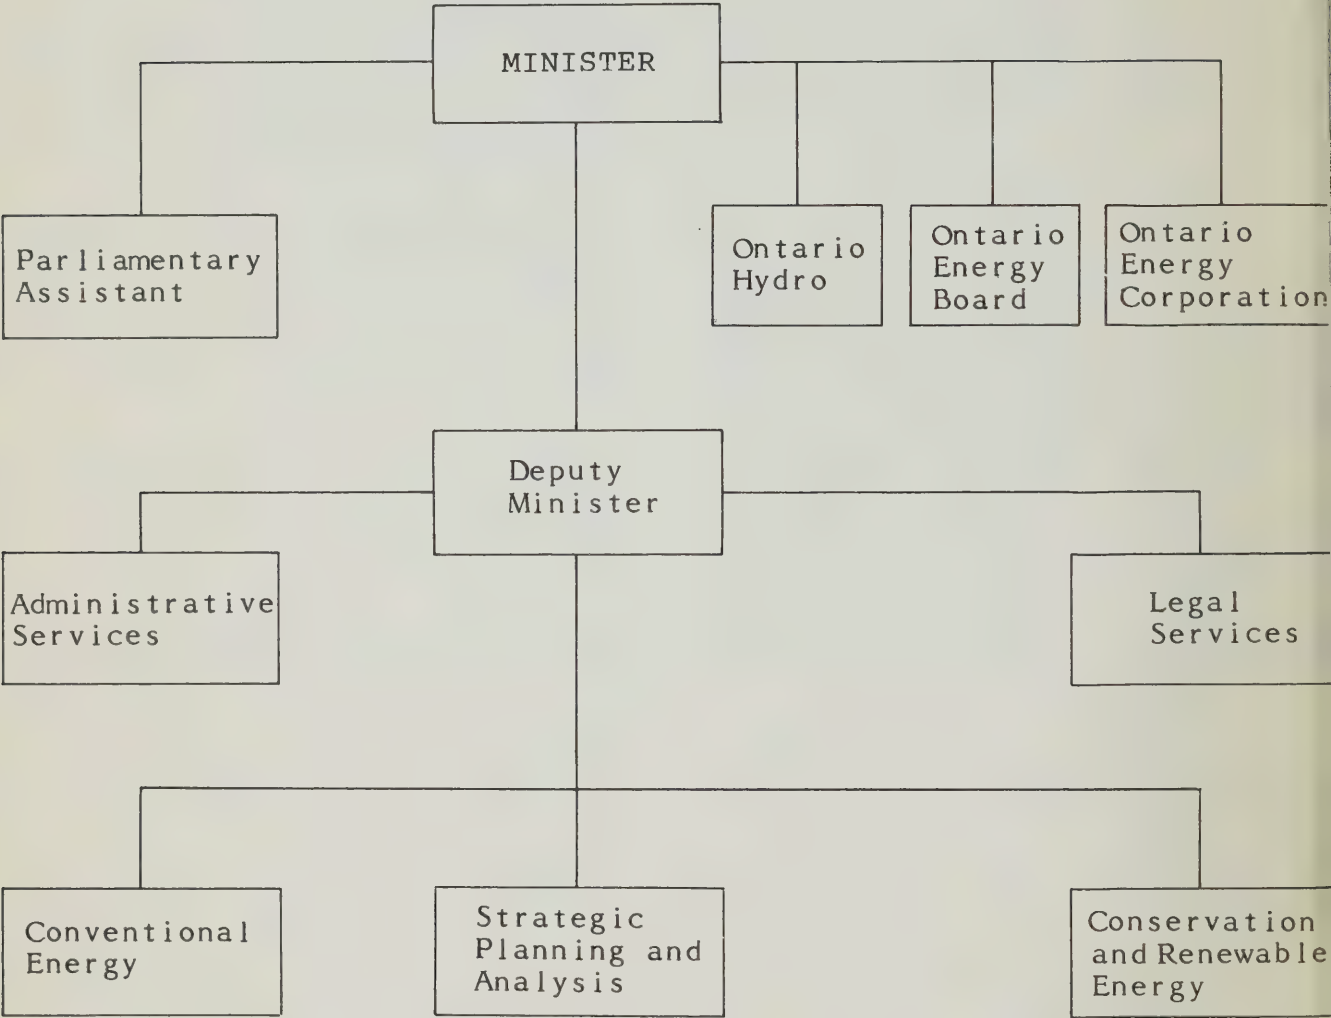 MINISTER
Parliamentary
Assistant
Ontario
Hydro
Ontario
Energy
Board
Ontario
Energy
Corporation
Deputy
Minister
Administrative
Services
Legal
Services
Conventional
Energy
Strategic
Planning and
Analysis
Conservation
and Renewable
Energy